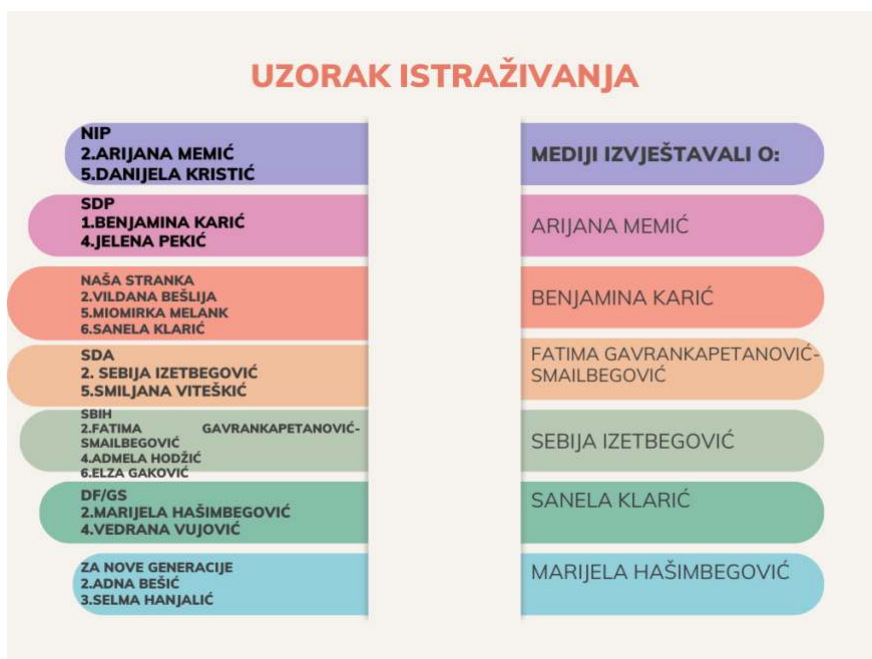 UZORAK ISTRAŽIVANJA
NIP
2.ARIJANA MEMIĆ
5.DANIJELA KRISTIĆ
SDP
1.BENJAMINA KARIĆ
4.JELENA PEKIĆ
NAŠA STRANKA
2.VILDANA BEŠLIJA
5.MIOMIRKA MELANK
6.SANELA KLARIĆ
SDA
2. SEBIJA IZETBEGOVIĆ
5.SMILJANA VITEŠKIĆ
SBIH
2.FATIMA GAVRANKAPETANOVIĆ-
SMAILBEGOVIĆ
4.ADMELA HODŽIĆ
6.ELZA GAKOVIĆ
DF/GS
2.MARIJELA HAŠIMBEGOVIĆ
4.VEDRANA VUJOVIĆ
ZA NOVE GENERACIJE
2.ADNA BEŠIĆ
3.SELMA HANJALIĆ
MEDIJI IZVJEŠTAVALI O:
ARIJANA MEMIĆ
BENJAMINA KARIĆ
FATIMA GAVRANKAPETANOVIĆ-
SMAILBEGOVIĆ
SEBIJA IZETBEGOVIĆ
SANELA KLARIĆ
MARIJELA HAŠIMBEGOVIĆ